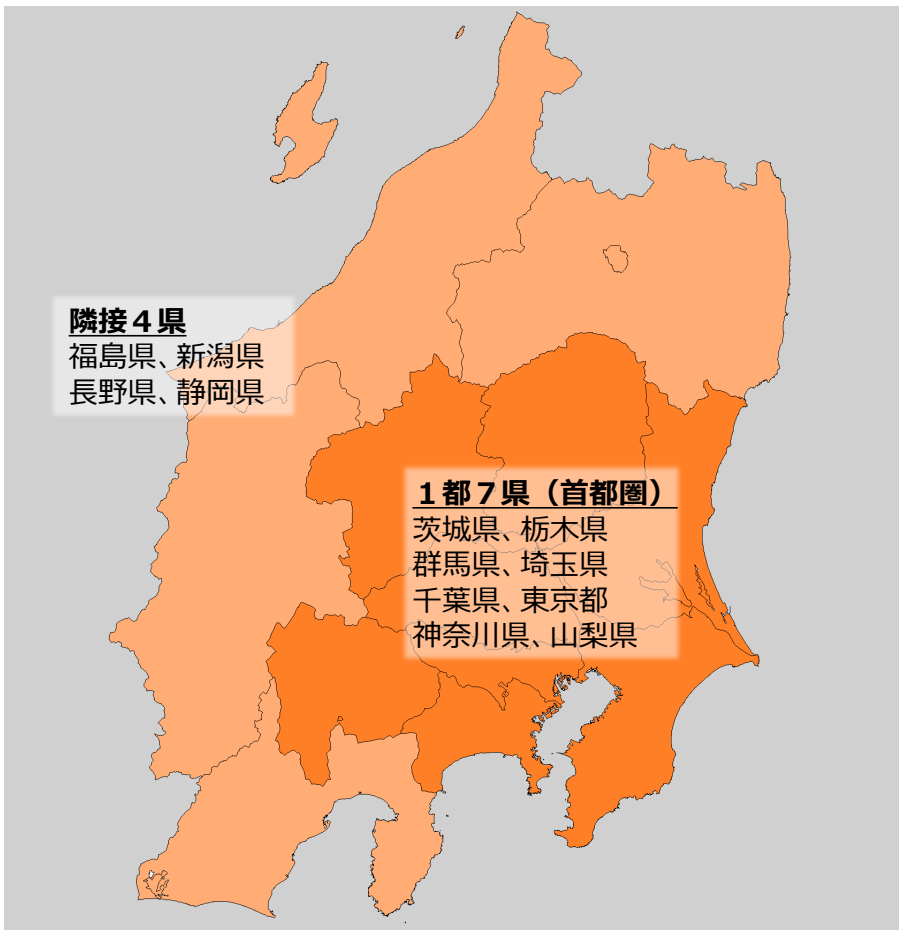 隣接４県
福島県、新潟県
長野県、静岡県
１都７県（首都圏）
茨城県、栃木県
群馬県、埼玉県
千葉県、東京都
神奈川県、山梨県